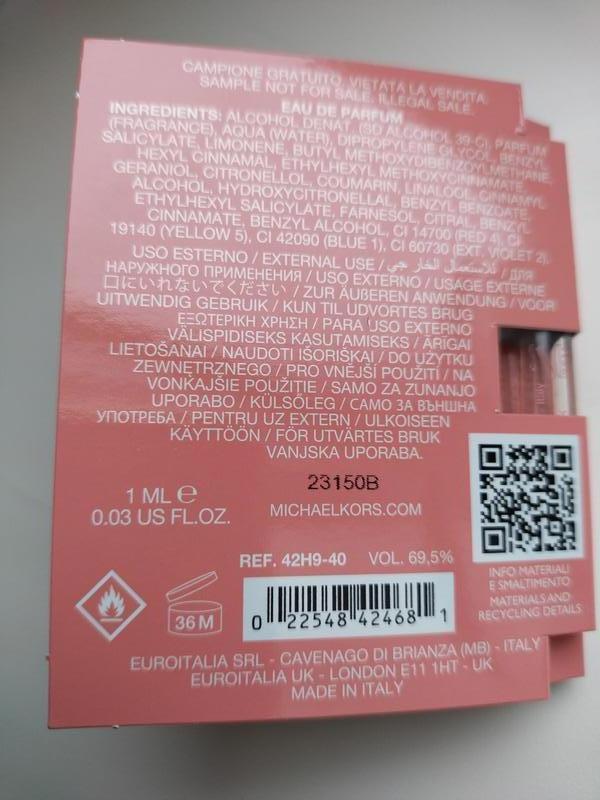 CAMPIONE GRATUITO. VIETATA LA VENDITA.
SAMPLE NOT FOR SALE. ILLEGAL SALE.
EAU DE PARFUM
INGREDIENTS: ALCOHOL DENAT. (SD ALCOHOL 39-C), PARFUM
(FRAGRANCE), AQUA (WATER), DIPROPYLENE GLYCOL, BENZYL
SALICYLATE, LIMONENE, BUTYL METHOXYDIBENZOYLMETHANE,
HEXYL CINNAMAL, ETHYLHEXYL METHOXYCINNAMATE,
GERANIOL, CITRONELLOL, COUMARIN, LINALOOL, CINNAMYL
ALCOHOL, HYDROXYCITRONELLAL, BENZYL BENZOATE,
ETHYLHEXYL SALICYLATE, FARNESOL, CITRAL, BENZYL
CINNAMATE, BENZYL ALCOHOL, CI 14700 (RED 4), CI
19140 (YELLOW 5), CI 42090 (BLUE 1), CI 60730 (EXT. VIOLET 2).
USO ESTERNO / EXTERNAL USE / للاستعمال الخارجي / ДЛЯ
НАРУЖНОГО ПРИМЕНЕНИЯ / USO EXTERNO / USAGE EXTERNE
口にいれないでください / ZUR ÄUßEREN ANWENDUNG / VOOR
UITWENDIG GEBRUIK / KUN TIL UDVORTES BRUG
ΕΞΩΤΕΡΙΚΗ ΧΡΗΣΗ / PARA USO EXTERNO
VÄLISPIDISEKS KASUTAMISEKS / ĀRĪGAI
LIETOŠANAI / NAUDOTI IŠORIŠKAI / DO UŻYTKU
ZEWNĘTRZNEGO / PRO VNĚJŠÍ POUŽITÍ / NA
VONKAJŠIE POUŽITIE / SAMO ZA ZUNANJO
UPORABO / KÜLSŐLEG / САМО ЗА ВЪНШНА
УПОТРЕБА / PENTRU UZ EXTERN / ULKOISEEN
KÄYTTÖÖN / FÖR UTVÄRTES BRUK
VANJSKA UPORABA.
23150B
1 ML ℮
0.03 US FL.OZ.
MICHAELKORS.COM
REF. 42H9-40 VOL. 69,5%
INFO MATERIALI
E SMALTIMENTO
MATERIALS AND
RECYCLING DETAILS
36 M
0 22548 42468 1
EUROITALIA SRL - CAVENAGO DI BRIANZA (MB) - ITALY
EUROITALIA UK - LONDON E11 1HT - UK
MADE IN ITALY